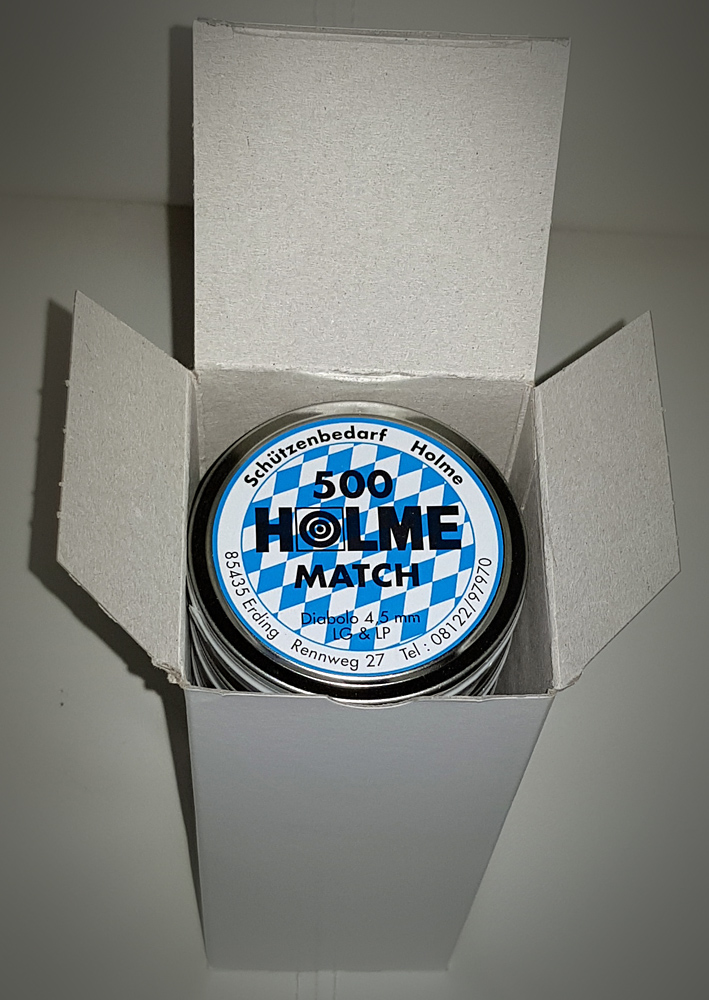 Schützenbedarf Holme
500
HOLME
MATCH
Diabolo 4,5 mm
LG & LP
85435 Erding Rennweg 27 Tel : 08122/97970